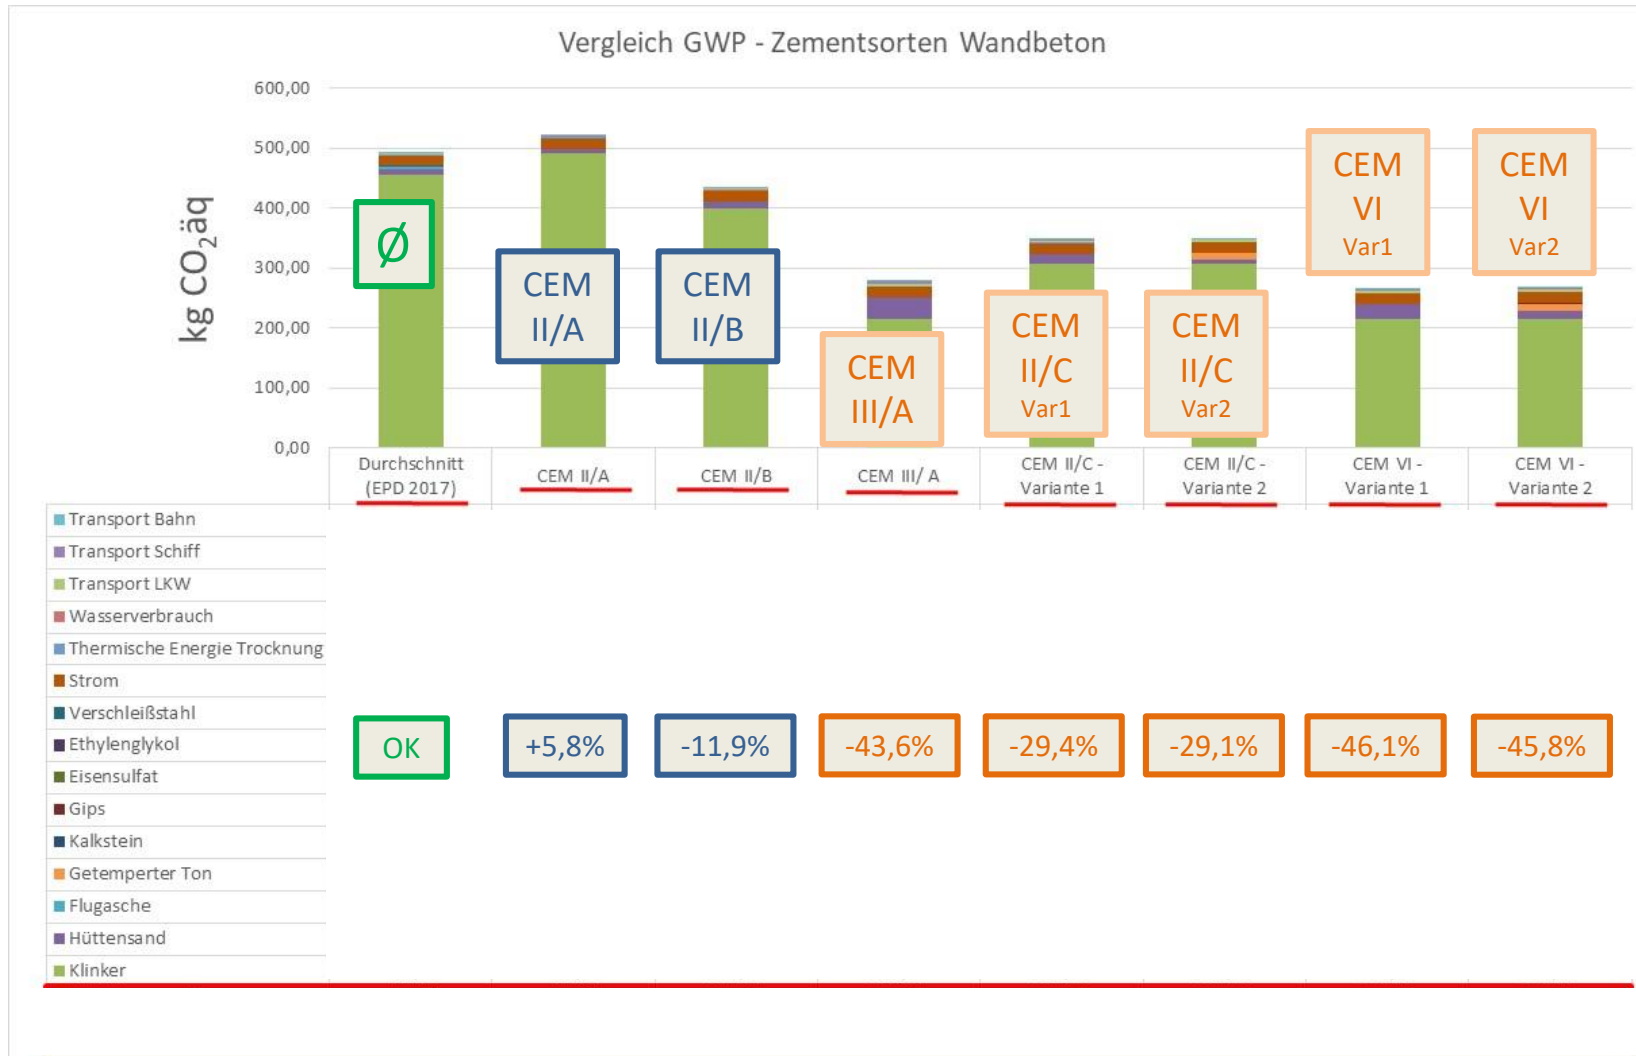 Vergleich GWP - Zementsorten Wandbeton
kg CO₂äq
600,00
500,00
400,00
300,00
200,00
100,00
0,00
Ø
CEM
II/A
CEM
II/B
CEM
III/A
CEM
II/C
Var1
CEM
II/C
Var2
CEM
VI
Var1
CEM
VI
Var2
Durchschnitt
(EPD 2017)
CEM II/A
CEM II/B
CEM III/ A
CEM II/C -
Variante 1
CEM II/C -
Variante 2
CEM VI -
Variante 1
CEM VI -
Variante 2
Transport Bahn
Transport Schiff
Transport LKW
Wasserverbrauch
Thermische Energie Trocknung
Strom
Verschleißstahl
Ethylenglykol
Eisensulfat
Gips
Kalkstein
Getemperter Ton
Flugasche
Hüttensand
Klinker
OK
+5,8%
-11,9%
-43,6%
-29,4%
-29,1%
-46,1%
-45,8%